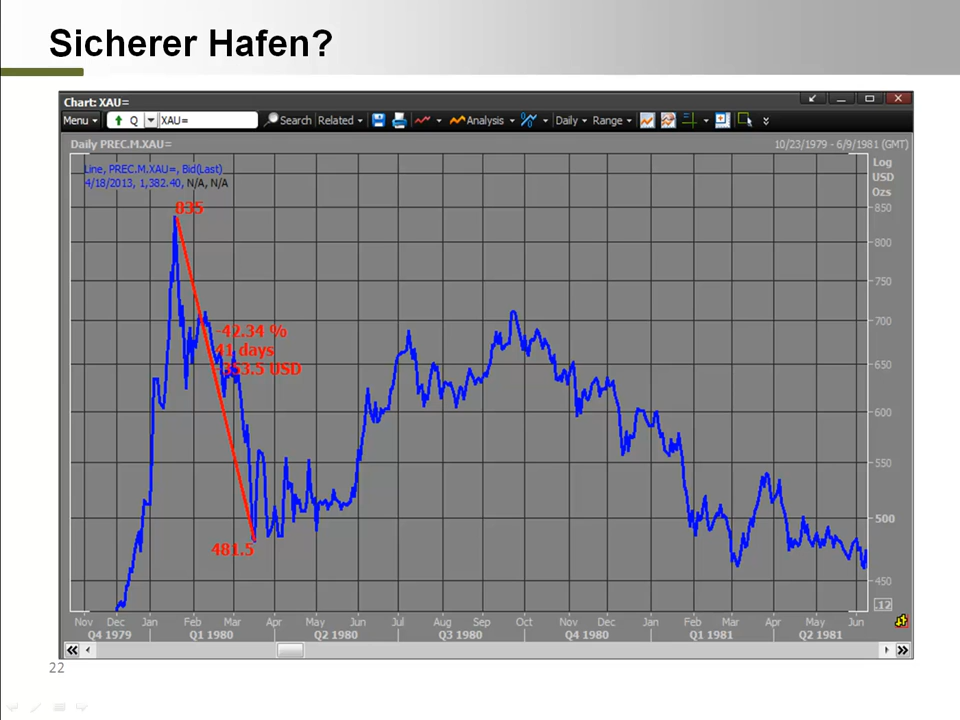 Sicherer Hafen?
Chart: XAU=
Menu Q XAU= Search Related Analysis Daily Range
Daily PREC.M.XAU= 10/23/1979 - 6/9/1981 (GMT)
Line, PREC.M.XAU=, Bid(Last)
4/18/2013, 1,382.40, N/A, N/A
Log
USD
Ozs
835
850
800
750
700
-42.34 %
41 days
-353.5 USD
650
600
550
500
481.5
450
.12
Nov Dec Jan Feb Mar Apr May Jun Jul Aug Sep Oct Nov Dec Jan Feb Mar Apr May Jun
Q4 1979 Q1 1980 Q2 1980 Q3 1980 Q4 1980 Q1 1981 Q2 1981
22